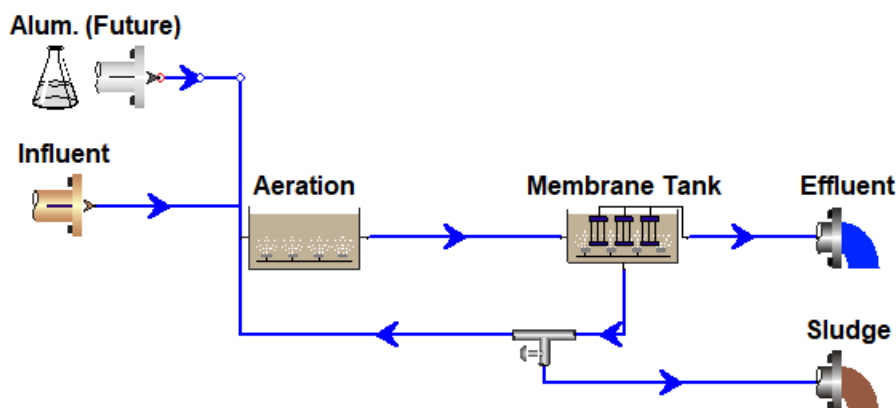 Alum. (Future)
Influent
Aeration
Membrane Tank
Effluent
Sludge